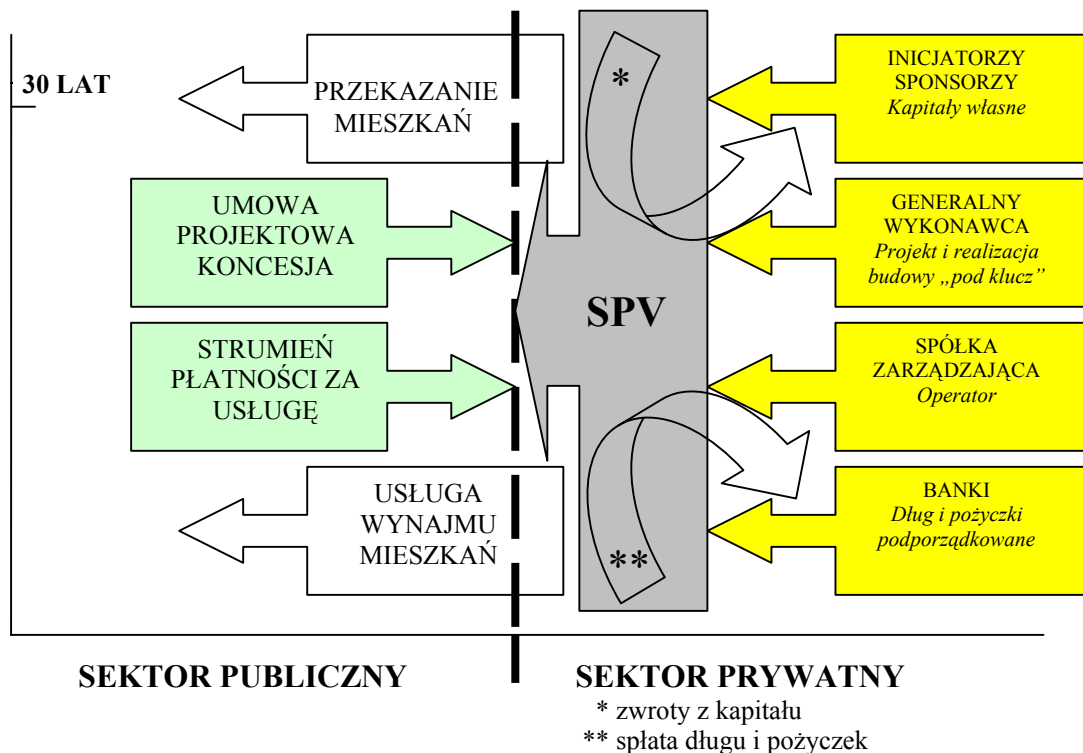 30 LAT
PRZEKAZANIE
MIESZKAŃ
UMOWA
PROJEKTOWA
KONCESJA
STRUMIEŃ
PŁATNOŚCI ZA
USŁUGĘ
USŁUGA
WYNAJMU
MIESZKAŃ
*
SPV
**
INICJATORZY
SPONSORZY
Kapitały własne
GENERALNY
WYKONAWCA
Projekt i realizacja
budowy „pod klucz”
SPÓŁKA
ZARZĄDZAJĄCA
Operator
BANKI
Dług i pożyczki
podporządkowane
SEKTOR PUBLICZNY
SEKTOR PRYWATNY
* zwroty z kapitału
** spłata długu i pożyczek